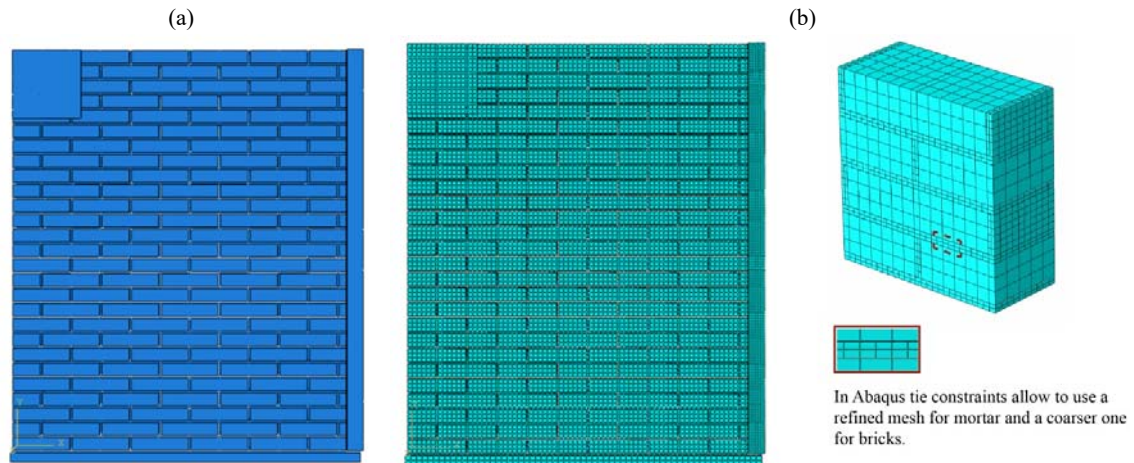 (a)
(b)
In Abaqus tie constraints allow to use a
refined mesh for mortar and a coarser one
for bricks.